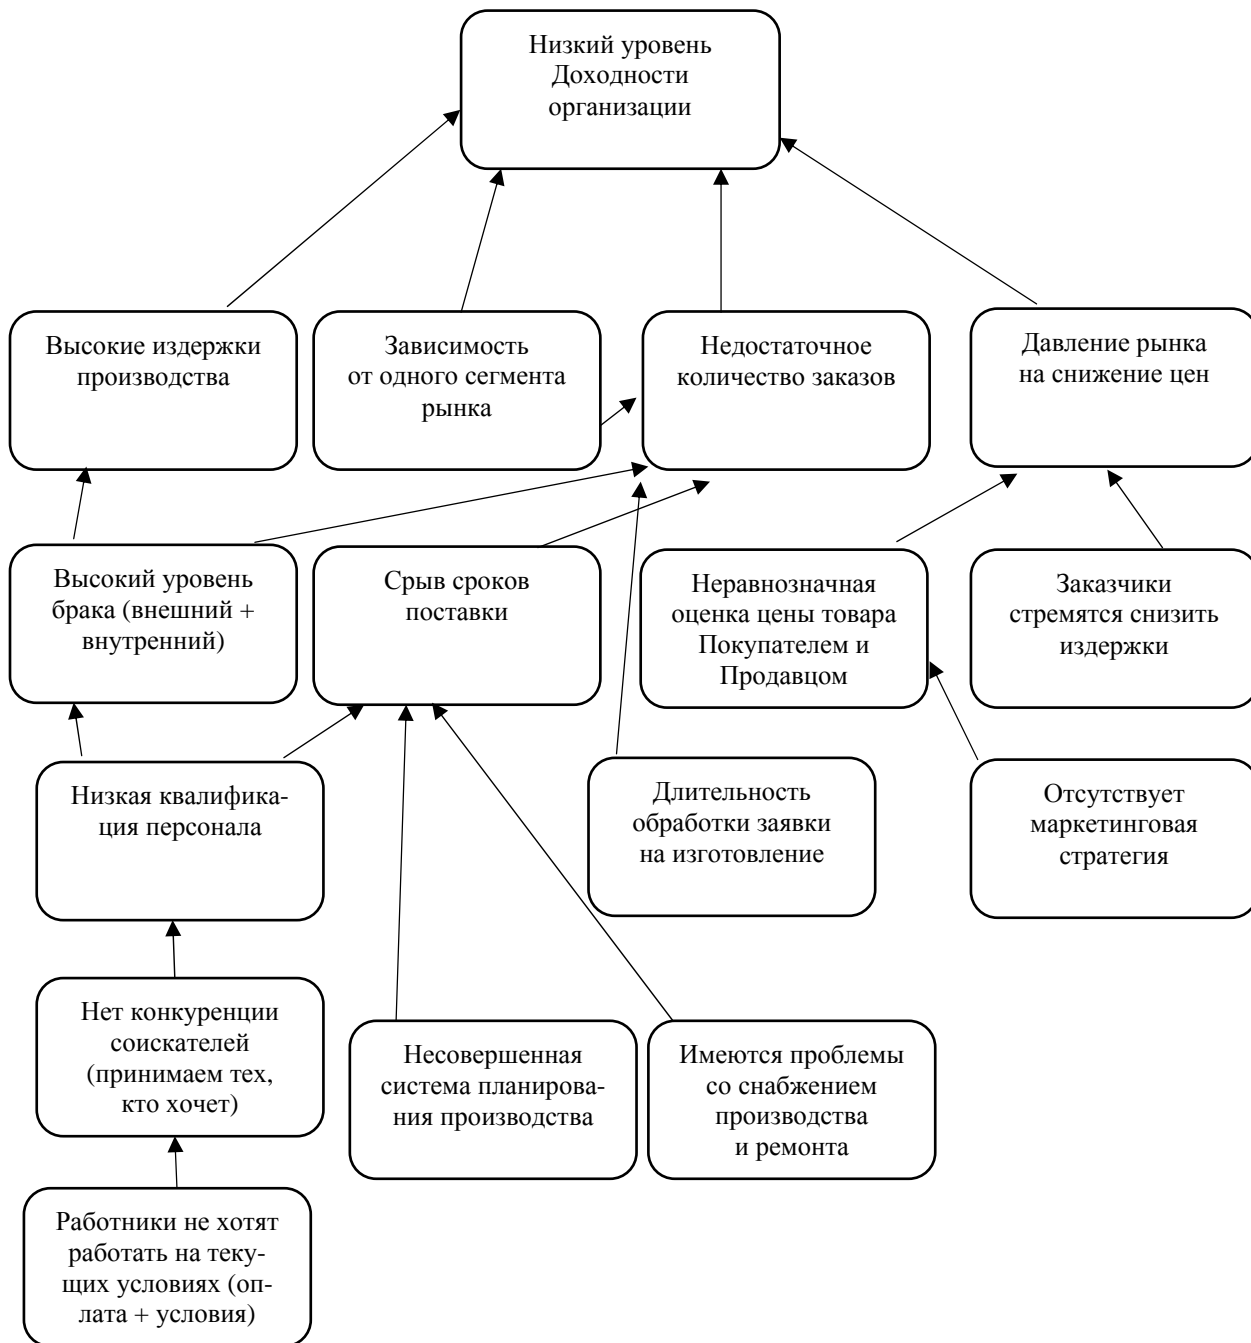 Низкий уровень
Доходности
организации
Высокие издержки
производства
Зависимость
от одного сегмента
рынка
Недостаточное
количество заказов
Давление рынка
на снижение цен
Высокий уровень
брака (внешний +
внутренний)
Срыв сроков
поставки
Неравнозначная
оценка цены товара
Покупателем и
Продавцом
Заказчики
стремятся снизить
издержки
Низкая квалифика-
ция персонала
Длительность
обработки заявки
на изготовление
Отсутствует
маркетинговая
стратегия
Нет конкуренции
соискателей
(принимаем тех,
кто хочет)
Несовершенная
система планирова-
ния производства
Имеются проблемы
со снабжением
производства
и ремонта
Работники не хотят
работать на теку-
щих условиях (оп-
лата + условия)